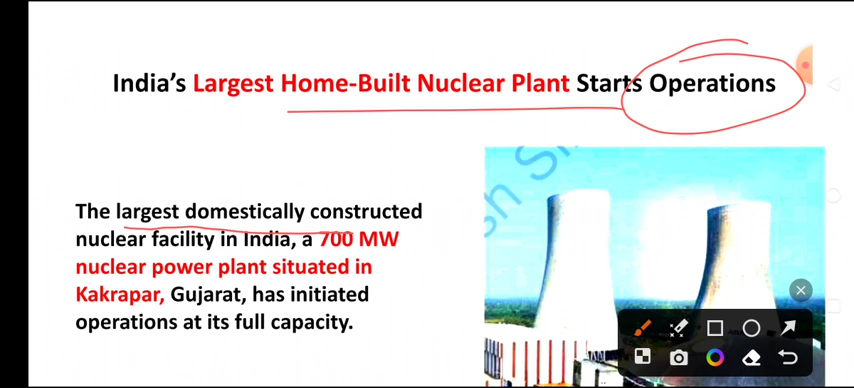 India's Largest Home-Built Nuclear Plant Starts Operations
The largest domestically constructed
nuclear facility in India, a 700 MW
nuclear power plant situated in
Kakrapar, Gujarat, has initiated
operations at its full capacity.